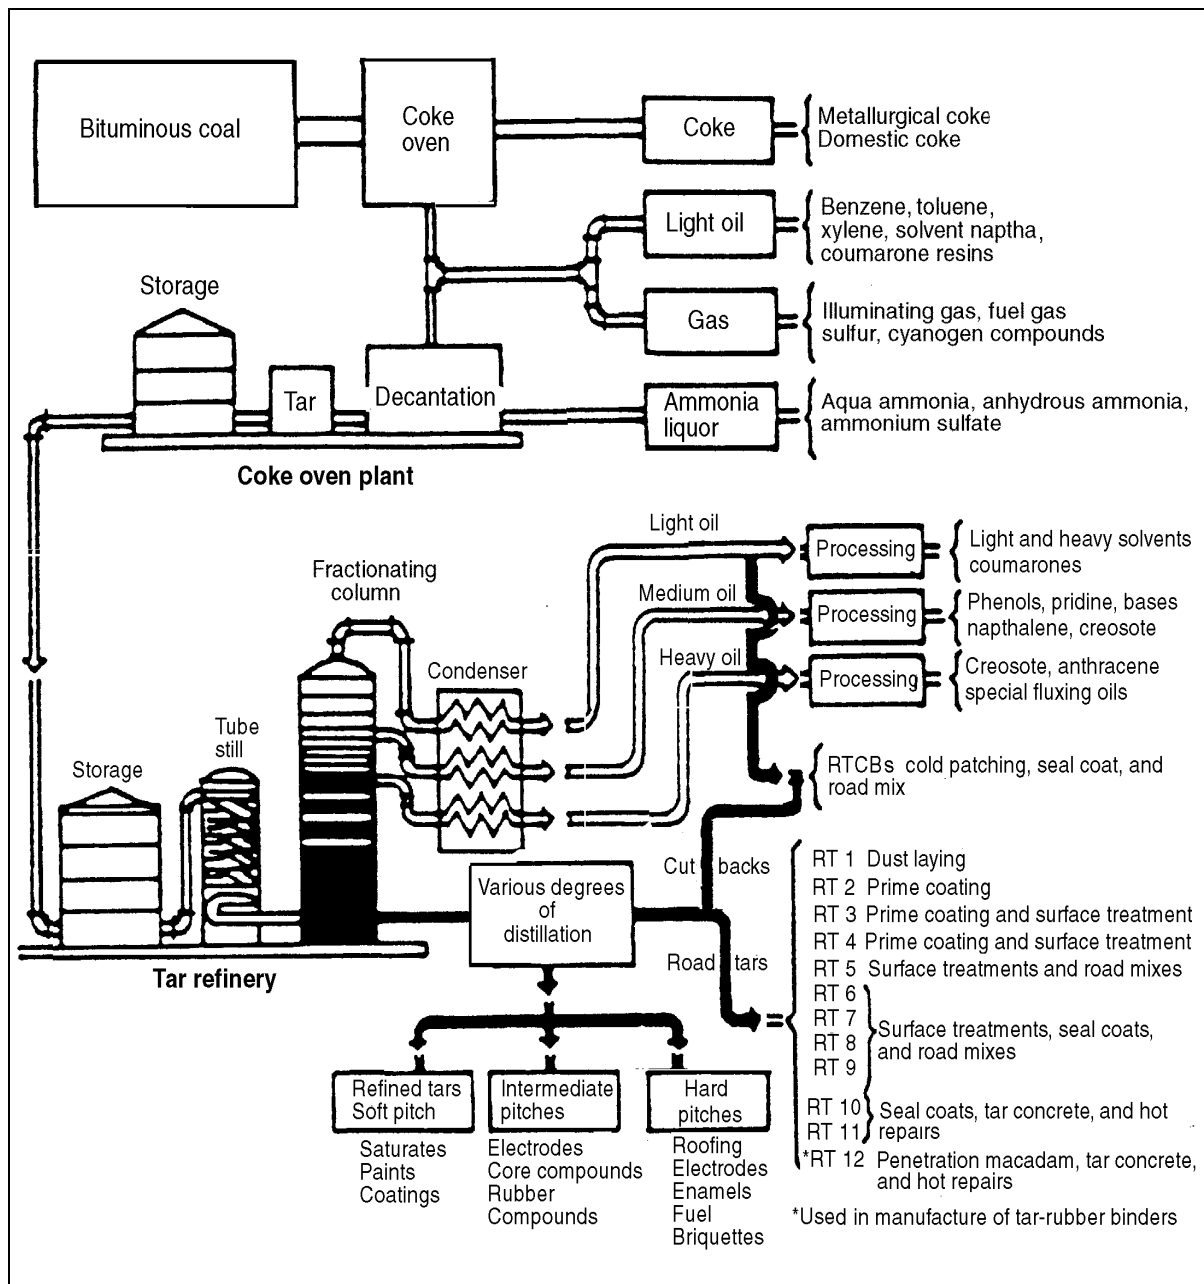 Bituminous coal
Coke
oven
Coke
Metallurgical coke
Domestic coke
Light oil
Benzene, toluene,
xylene, solvent naptha,
coumarone resins
Storage
Gas
Illuminating gas, fuel gas
sulfur, cyanogen compounds
Tar
Decantation
Ammonia
liquor
Aqua ammonia, anhydrous ammonia,
ammonium sulfate
Coke oven plant
Light oil
Processing
Light and heavy solvents
coumarones
Fractionating
column
Medium oil
Processing
Phenols, pridine, bases
napthalene, creosote
Heavy oil
Processing
Creosote, anthracene
special fluxing oils
Condenser
Tube
still
Storage
RTCBs cold patching, seal coat, and
road mix
Cut backs
Various degrees
of
distillation
Road tars
Tar refinery
RT 1 Dust laying
RT 2 Prime coating
RT 3 Prime coating and surface treatment
RT 4 Prime coating and surface treatment
RT 5 Surface treatments and road mixes
RT 6
RT 7
RT 8
RT 9
Surface treatments, seal coats,
and road mixes
RT 10
RT 11
Seal coats, tar concrete, and hot
repairs
*RT 12 Penetration macadam, tar concrete,
and hot repairs
*Used in manufacture of tar-rubber binders
Refined tars
Soft pitch
Saturates
Paints
Coatings
Intermediate
pitches
Electrodes
Core compounds
Rubber
Compounds
Hard
pitches
Roofing
Electrodes
Enamels
Fuel
Briquettes